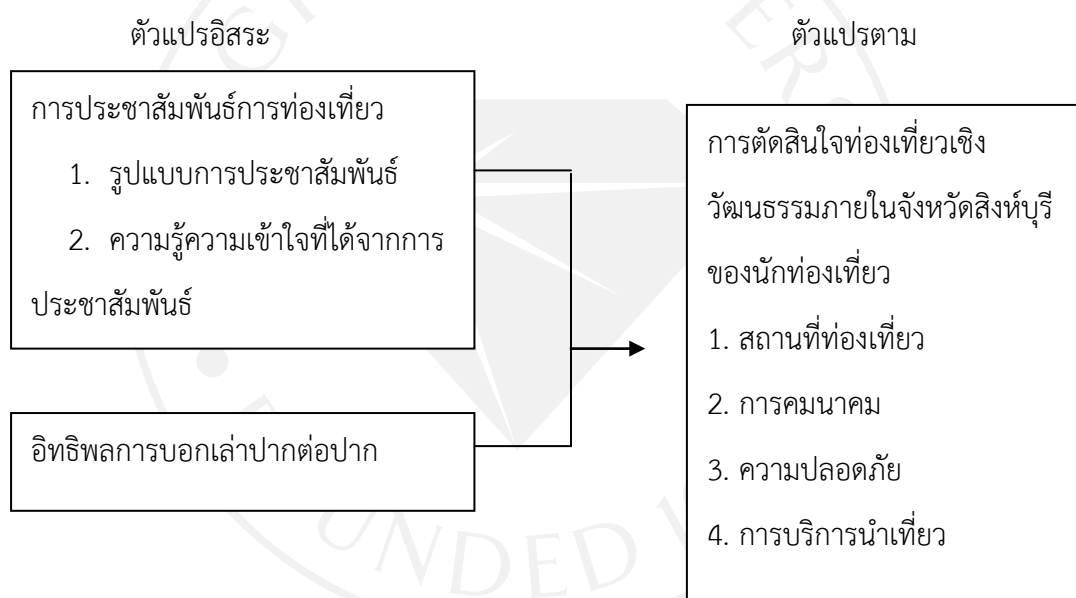 ตัวแปรอิสระ
ตัวแปรตาม
การประชาสัมพันธ์การท่องเที่ยว
1. รูปแบบการประชาสัมพันธ์
2. ความรู้ความเข้าใจที่ได้จากการ
ประชาสัมพันธ์
อิทธิพลการบอกเล่าปากต่อปาก
การตัดสินใจท่องเที่ยวเชิง
วัฒนธรรมภายในจังหวัดสิงห์บุรี
ของนักท่องเที่ยว
1. สถานที่ท่องเที่ยว
2. การคมนาคม
3. ความปลอดภัย
4. การบริการนำเที่ยว